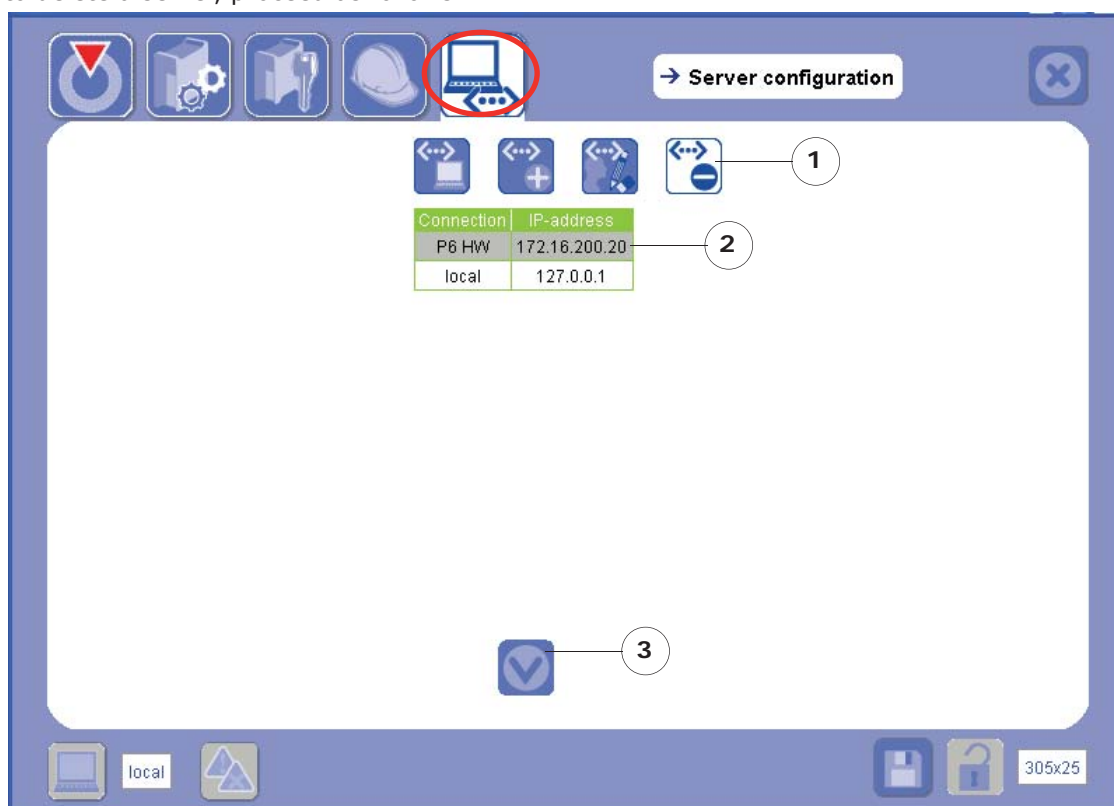 → Server configuration
1
Connection IP-address
P6 HW 172.16.200.20
2
local 127.0.0.1
3
local
305x25